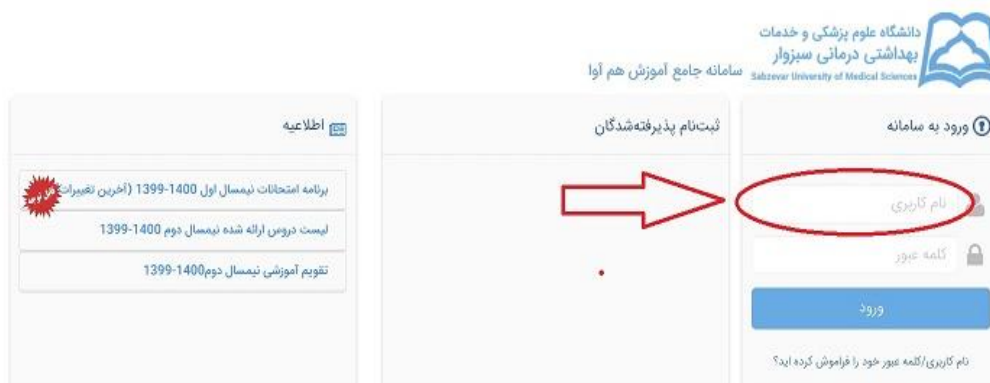 دانشگاه علوم پزشکی و خدمات
بهداشتی درمانی سبزوار
Sabzevar University of Medical Sciences
سامانه جامع آموزش هم آوا
ورود به سامانه
نام کاربری
کلمه عبور
ورود
نام کاربری/کلمه عبور خود را فراموش کرده اید؟
ثبت‌نام پذیرفته‌شدگان
اطلاعیه
برنامه امتحانات نیمسال اول 1400-1399 (آخرین تغییرات
لیست دروس ارائه شده نیمسال دوم 1400-1399
تقویم آموزشی نیمسال دوم1400-1399